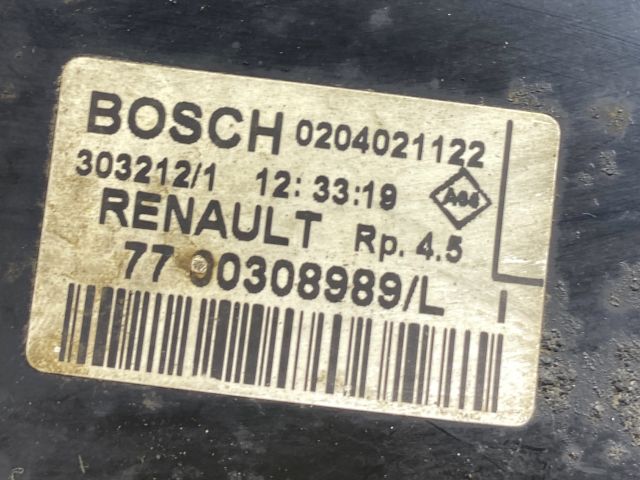 BOSCH 0204021122
303212/1 12:33:19
RENAULT Rp. 4.5
77 00308989/L